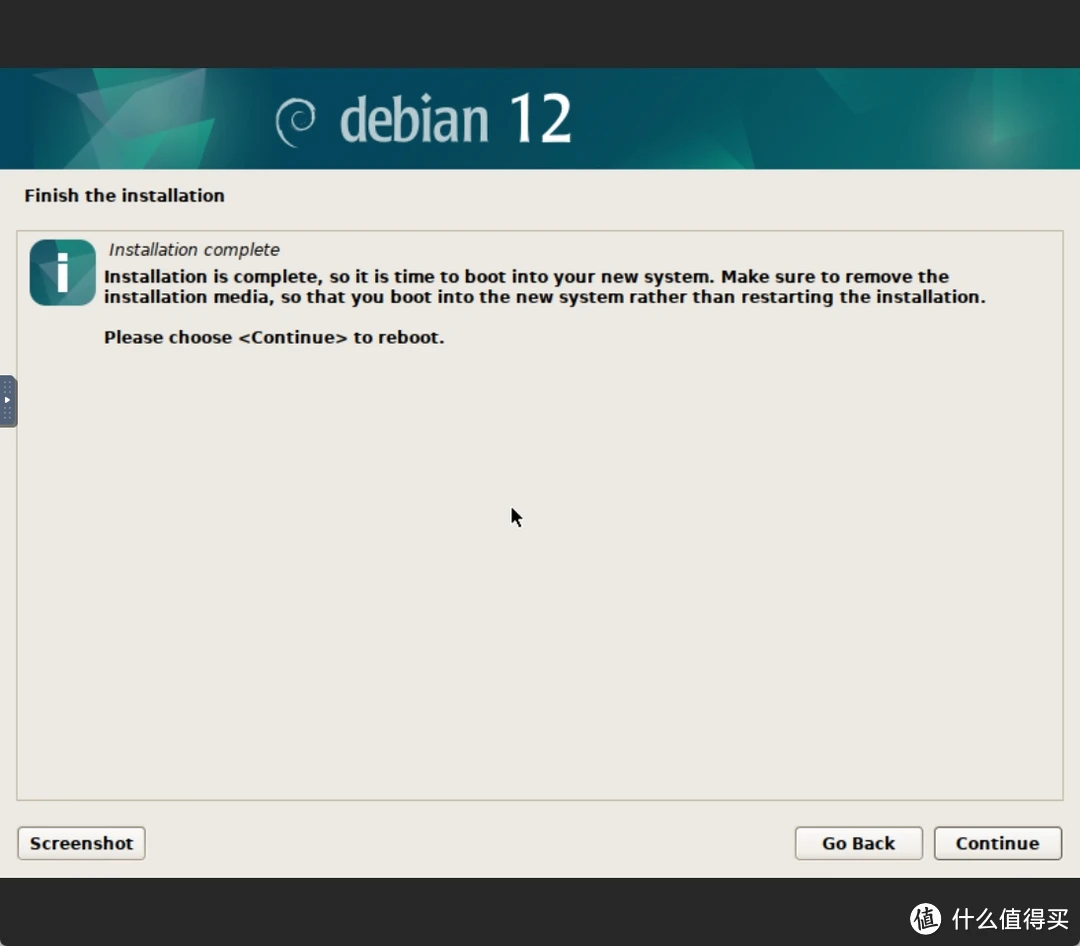 debian 12
Finish the installation
Installation complete
Installation is complete, so it is time to boot into your new system. Make sure to remove the
installation media, so that you boot into the new system rather than restarting the installation.
Please choose <Continue> to reboot.
Screenshot
Go Back
Continue
值 什么值得买